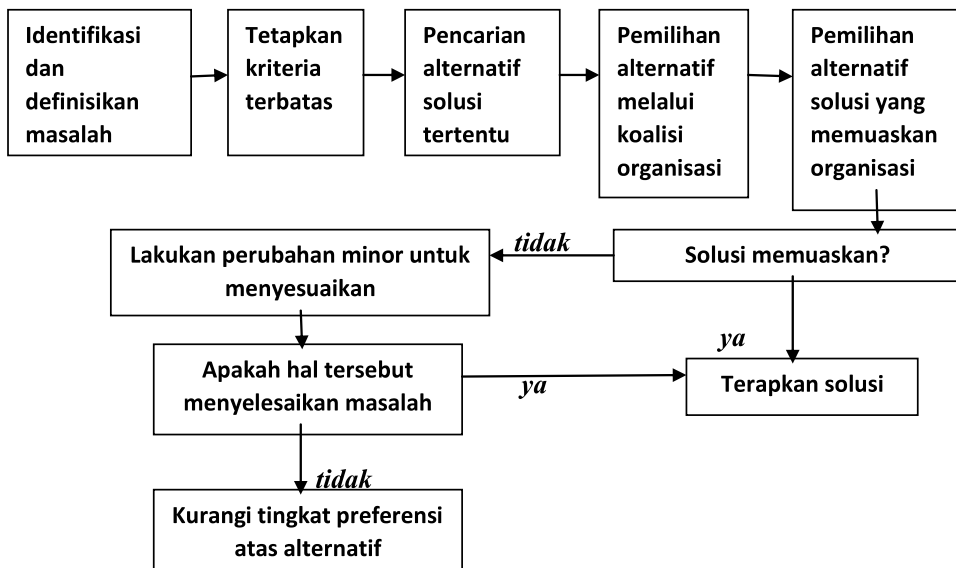 Identifikasi
dan
definisikan
masalah
Tetapkan
kriteria
terbatas
Pencarian
alternatif
solusi
tertentu
Pemilihan
alternatif
melalui
koalisi
organisasi
Pemilihan
alternatif
solusi yang
memuaskan
organisasi
Solusi memuaskan?
tidak
Lakukan perubahan minor untuk
menyesuaikan
ya
Apakah hal tersebut
menyelesaikan masalah
ya
Terapkan solusi
tidak
Kurangi tingkat preferensi
atas alternatif